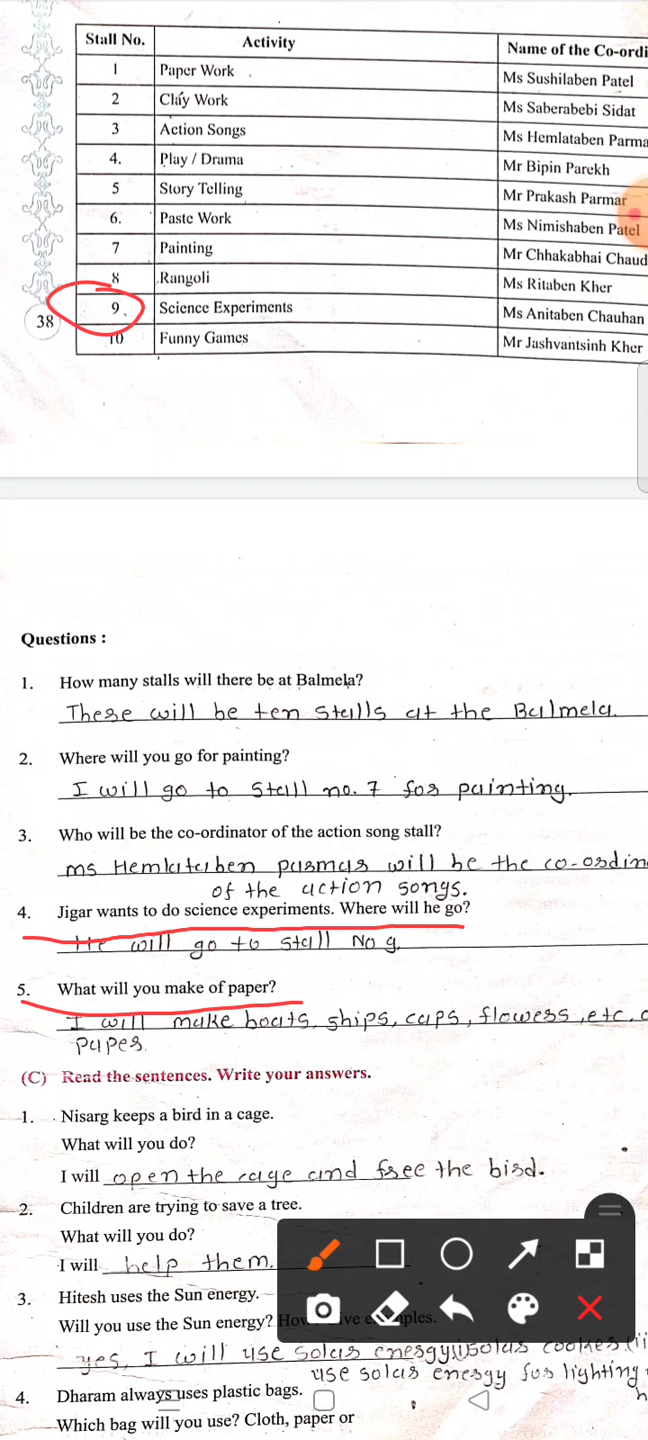 Stall No. Activity Name of the Co-ordi
1 Paper Work Ms Sushilaben Patel
2 Clay Work Ms Saberabebi Sidat
3 Action Songs Ms Hemlataben Parma
4. Play / Drama Mr Bipin Parekh
5 Story Telling Mr Prakash Parmar
6. Paste Work Ms Nimishaben Patel
7 Painting Mr Chhakabhai Chaud
8 Rangoli Ms Ritaben Kher
9. Science Experiments Ms Anitaben Chauhan
10 Funny Games Mr Jashvantsinh Kher
38
Questions :
1. How many stalls will there be at Balmela?
There will be ten stalls at the Balmela.
2. Where will you go for painting?
I will go to stall no. 7 for painting.
3. Who will be the co-ordinator of the action song stall?
ms Hemlataben parmar will be the co-ordin
of the action songs.
4. Jigar wants to do science experiments. Where will he go?
He will go to stall No 9.
5. What will you make of paper?
I will make boats, ships, caps, flowers, etc. o
paper.
(C) Read the sentences. Write your answers.
1. Nisarg keeps a bird in a cage.
What will you do?
I will open the cage and free the bird.
2. Children are trying to save a tree.
What will you do?
I will help them.
3. Hitesh uses the Sun energy.
Will you use the Sun energy? How ive e ples.
yes, I will use solar energy solar cooker
use solar energy for lighting
4. Dharam always uses plastic bags.
Which bag will you use? Cloth, paper or